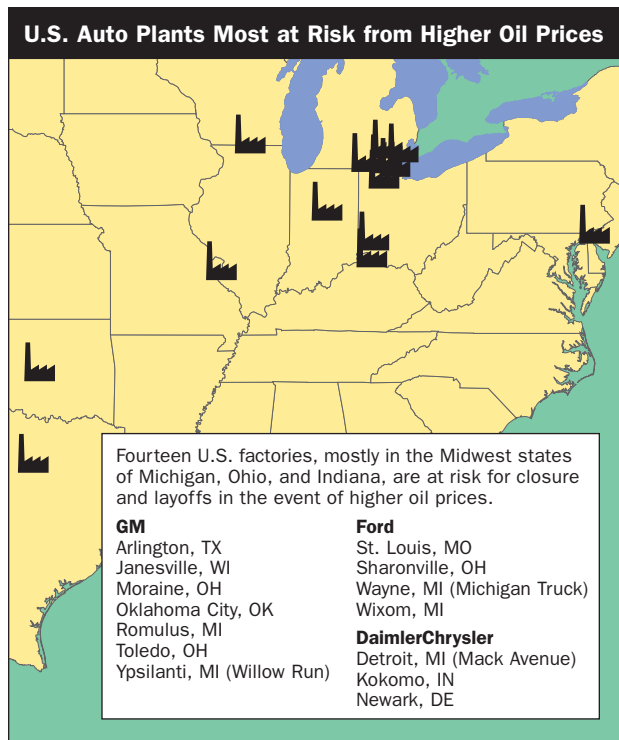 U.S. Auto Plants Most at Risk from Higher Oil Prices
Fourteen U.S. factories, mostly in the Midwest states
of Michigan, Ohio, and Indiana, are at risk for closure
and layoffs in the event of higher oil prices.
GM
Arlington, TX
Janesville, WI
Moraine, OH
Oklahoma City, OK
Romulus, MI
Toledo, OH
Ypsilanti, MI (Willow Run)
Ford
St. Louis, MO
Sharonville, OH
Wayne, MI (Michigan Truck)
Wixom, MI
DaimlerChrysler
Detroit, MI (Mack Avenue)
Kokomo, IN
Newark, DE